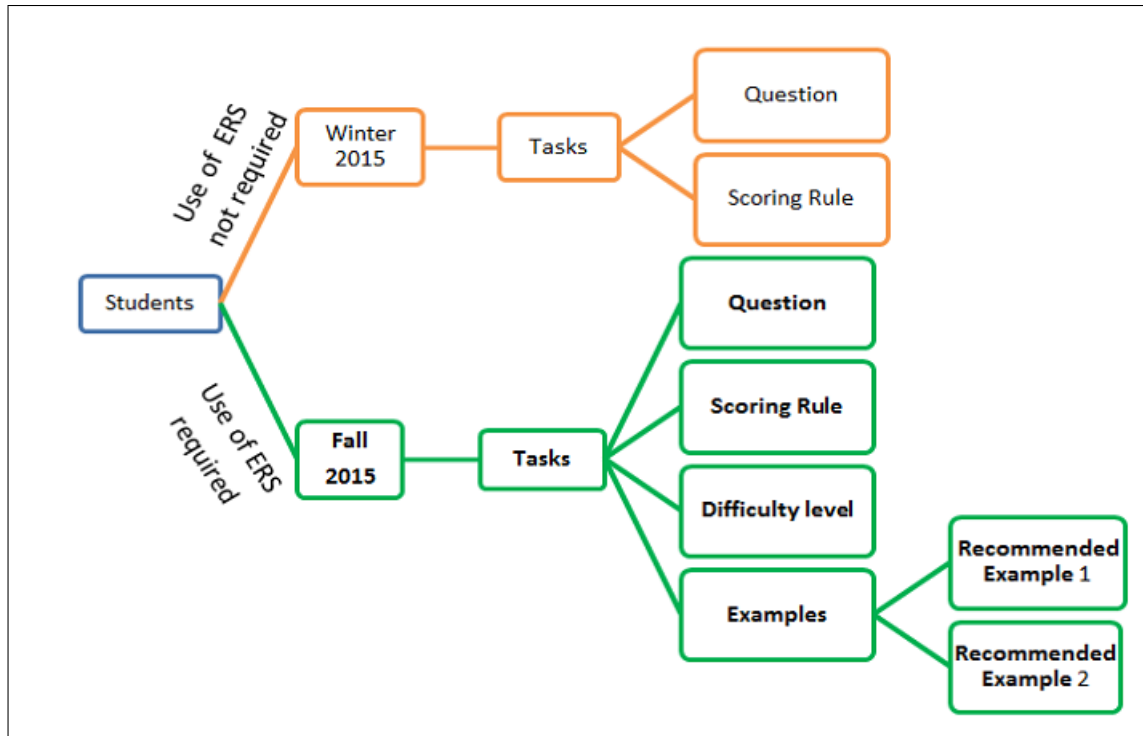 Use of ERS
not required
Winter
2015
Tasks
Question
Scoring Rule
Students
Use of ERS
required
Fall
2015
Tasks
Question
Scoring Rule
Difficulty level
Examples
Recommended
Example 1
Recommended
Example 2